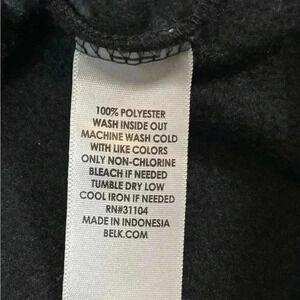 100% POLYESTER
WASH INSIDE OUT
MACHINE WASH COLD
WITH LIKE COLORS
ONLY NON-CHLORINE
BLEACH IF NEEDED
TUMBLE DRY LOW
COOL IRON IF NEEDED
RN#31104
MADE IN INDONESIA
BELK.COM